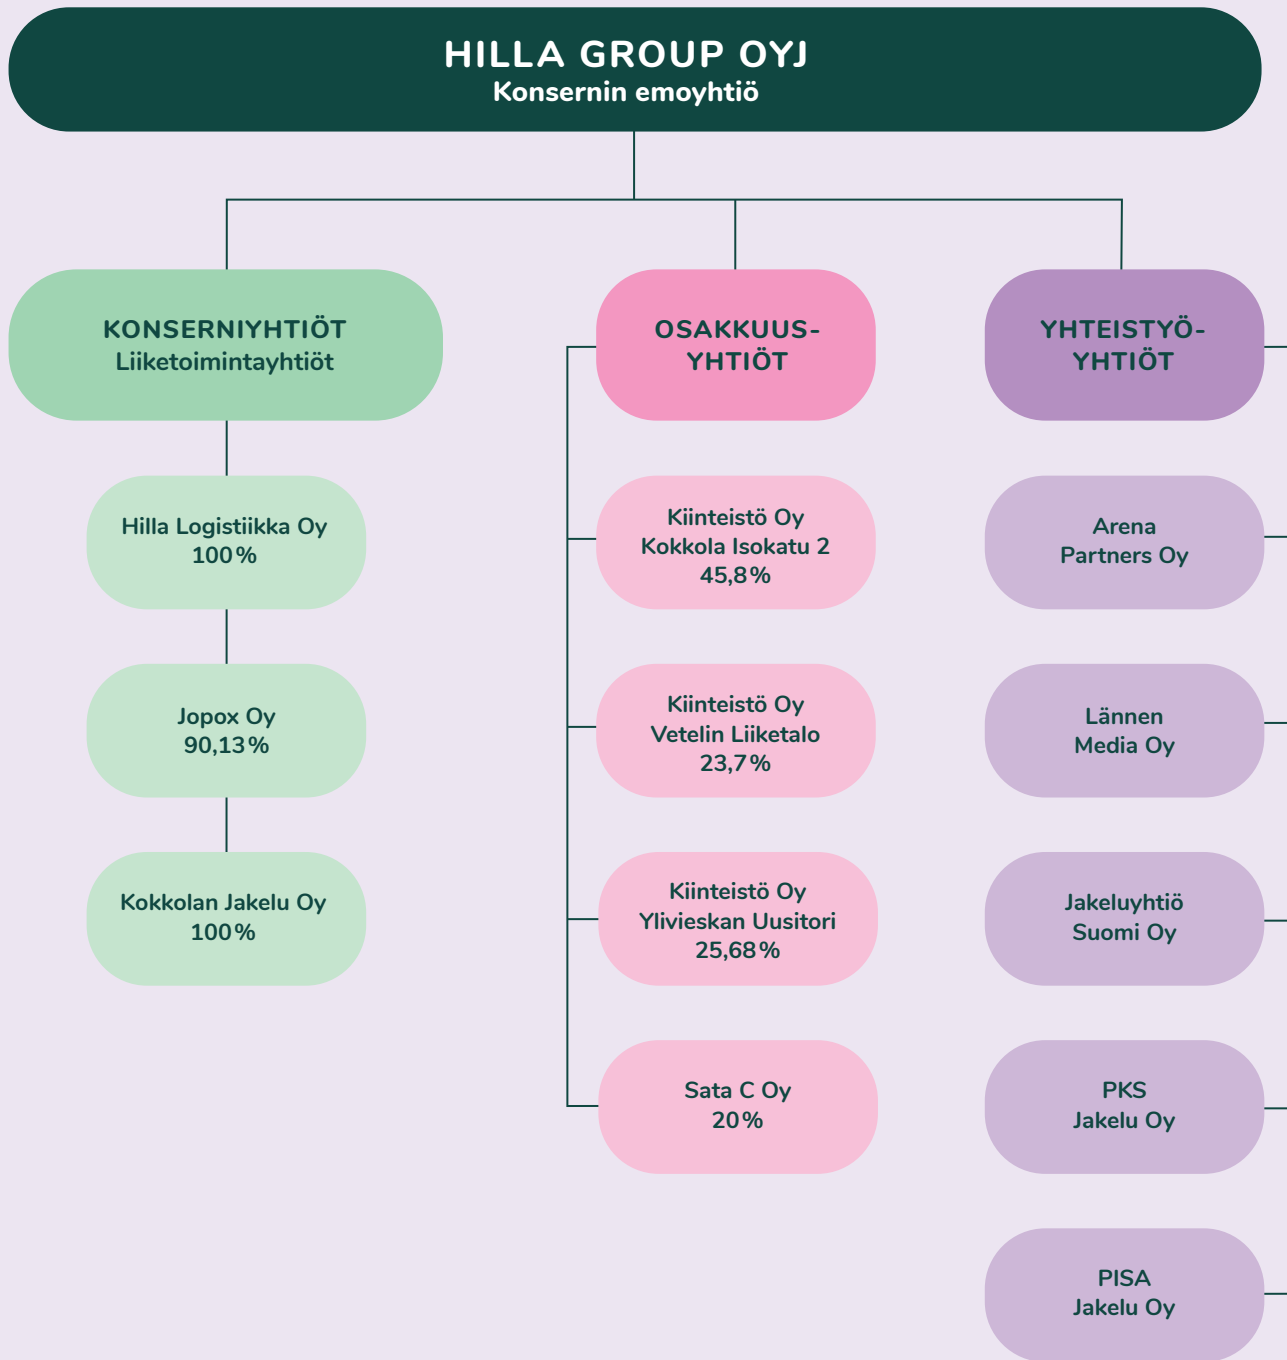 HILLA GROUP OYJ
Konsernin emoyhtiö
KONSERNIYHTIÖT
Liiketoimintayhtiöt
Hilla Logistiikka Oy
100 %
Jopox Oy
90,13 %
Kokkolan Jakelu Oy
100 %
OSAKKUUS-
YHTIÖT
Kiinteistö Oy
Kokkola Isokatu 2
45,8 %
Kiinteistö Oy
Vetelin Liiketalo
23,7 %
Kiinteistö Oy
Ylivieskan Uusitori
25,68 %
Sata C Oy
20 %
YHTEISTYÖ-
YHTIÖT
Arena
Partners Oy
Lännen
Media Oy
Jakeluyhtiö
Suomi Oy
PKS
Jakelu Oy
PISA
Jakelu Oy